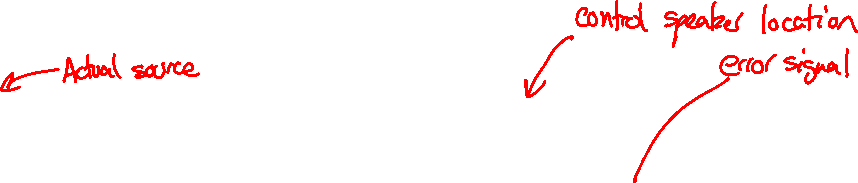 control speaker location
Actual source
error signal